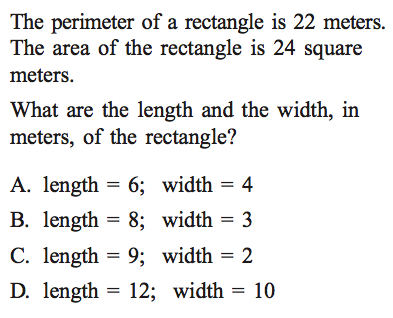 The perimeter of a rectangle is 22 meters.
The area of the rectangle is 24 square
meters.
What are the length and the width, in
meters, of the rectangle?
A. length = 6; width = 4
B. length = 8; width = 3
C. length = 9; width = 2
D. length = 12; width = 10